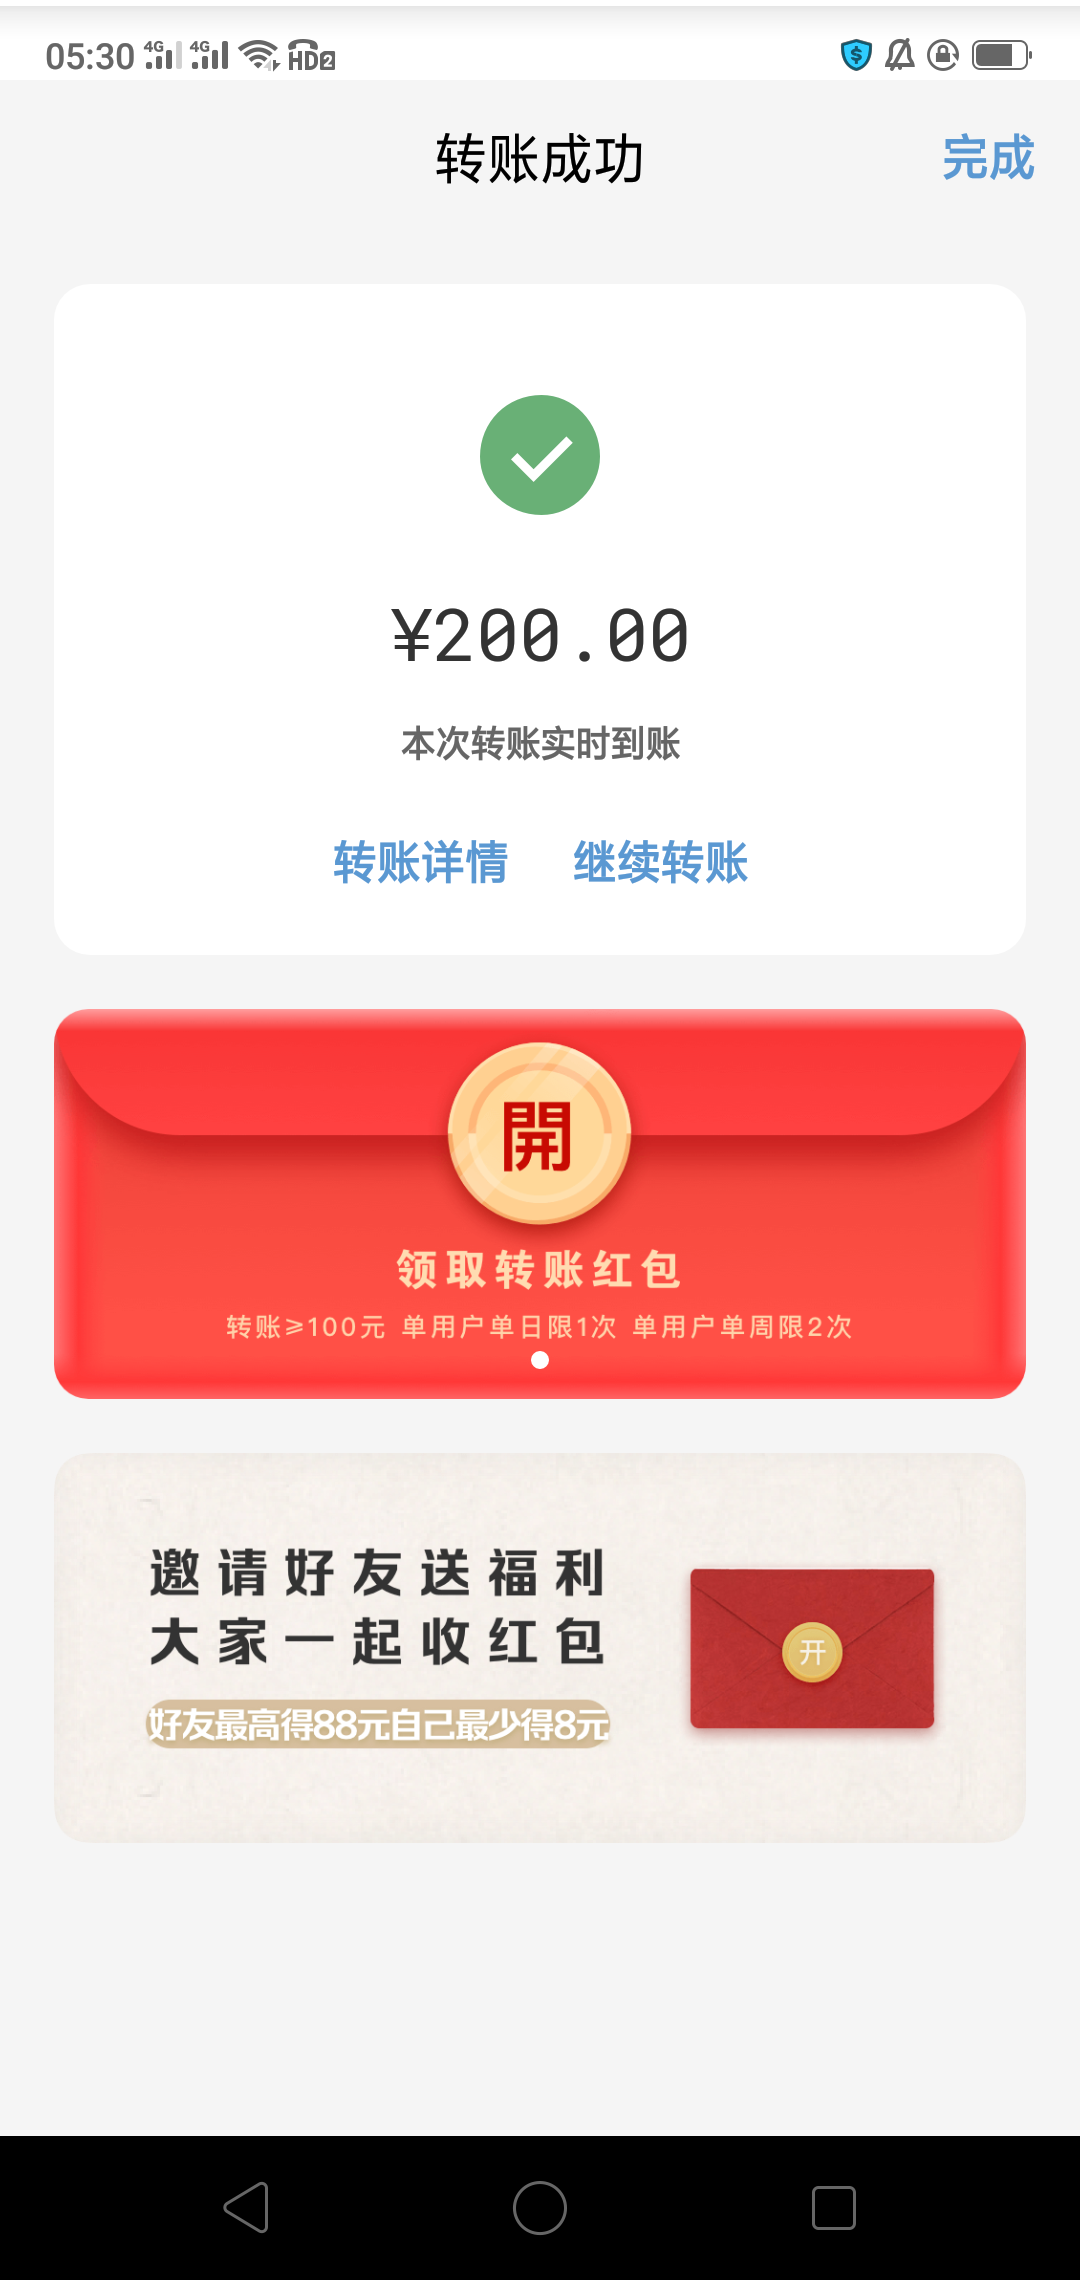 05:30 4G 4G HD2
转账成功
完成
¥200.00
本次转账实时到账
转账详情 继续转账
開
领取转账红包
转账≥100元 单用户单日限1次 单用户单周限2次
邀请好友送福利
大家一起收红包
开
好友最高得88元自己最少得8元